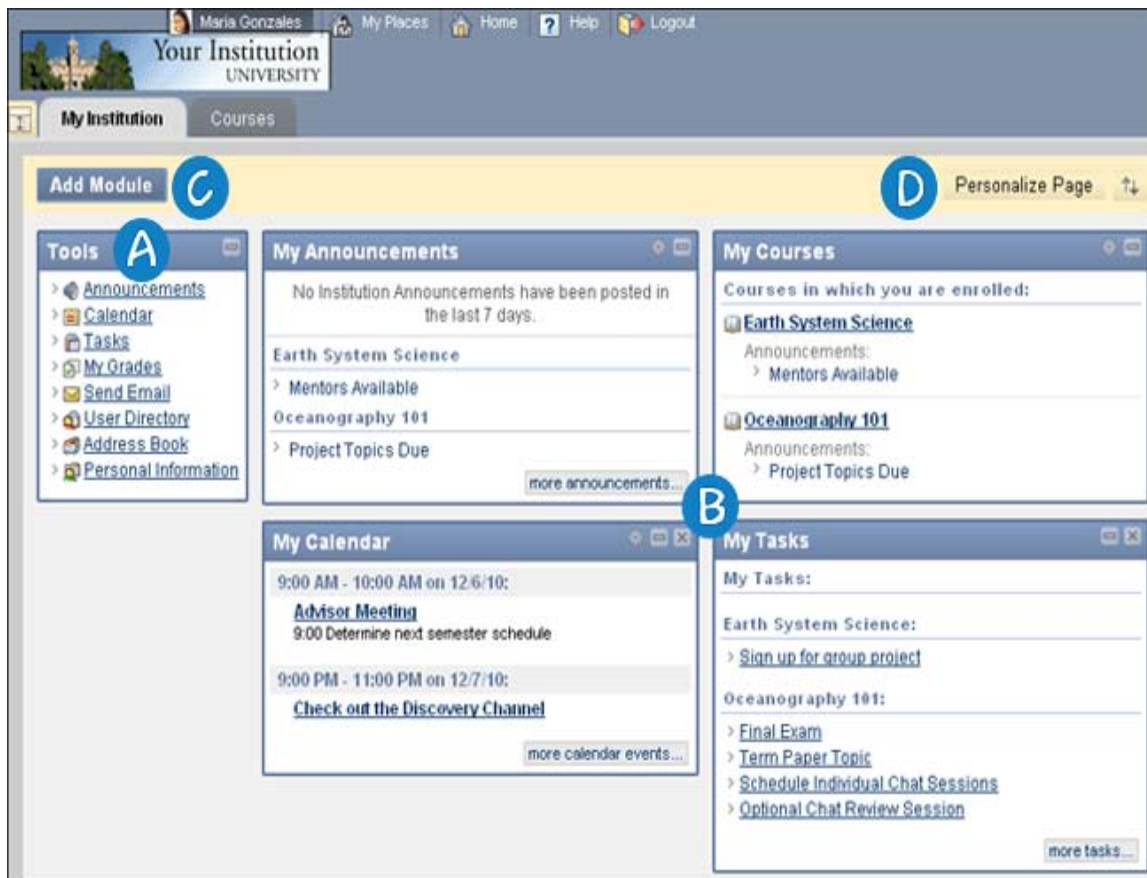 Maria Gonzales My Places Home ? Help Logout
Your Institution
UNIVERSITY
My Institution Courses
Add Module C D Personalize Page
Tools A
Announcements
Calendar
Tasks
My Grades
Send Email
User Directory
Address Book
Personal Information
My Announcements
No Institution Announcements have been posted in
the last 7 days.
Earth System Science
Mentors Available
Oceanography 101
Project Topics Due
more announcements...
My Courses
Courses in which you are enrolled:
Earth System Science
Announcements:
Mentors Available
Oceanography 101
Announcements:
Project Topics Due
B
My Calendar
9:00 AM - 10:00 AM on 12/6/10:
Advisor Meeting
9:00 Determine next semester schedule
9:00 PM - 11:00 PM on 12/7/10:
Check out the Discovery Channel
more calendar events...
My Tasks
My Tasks:
Earth System Science:
Sign up for group project
Oceanography 101:
Final Exam
Term Paper Topic
Schedule Individual Chat Sessions
Optional Chat Review Session
more tasks...